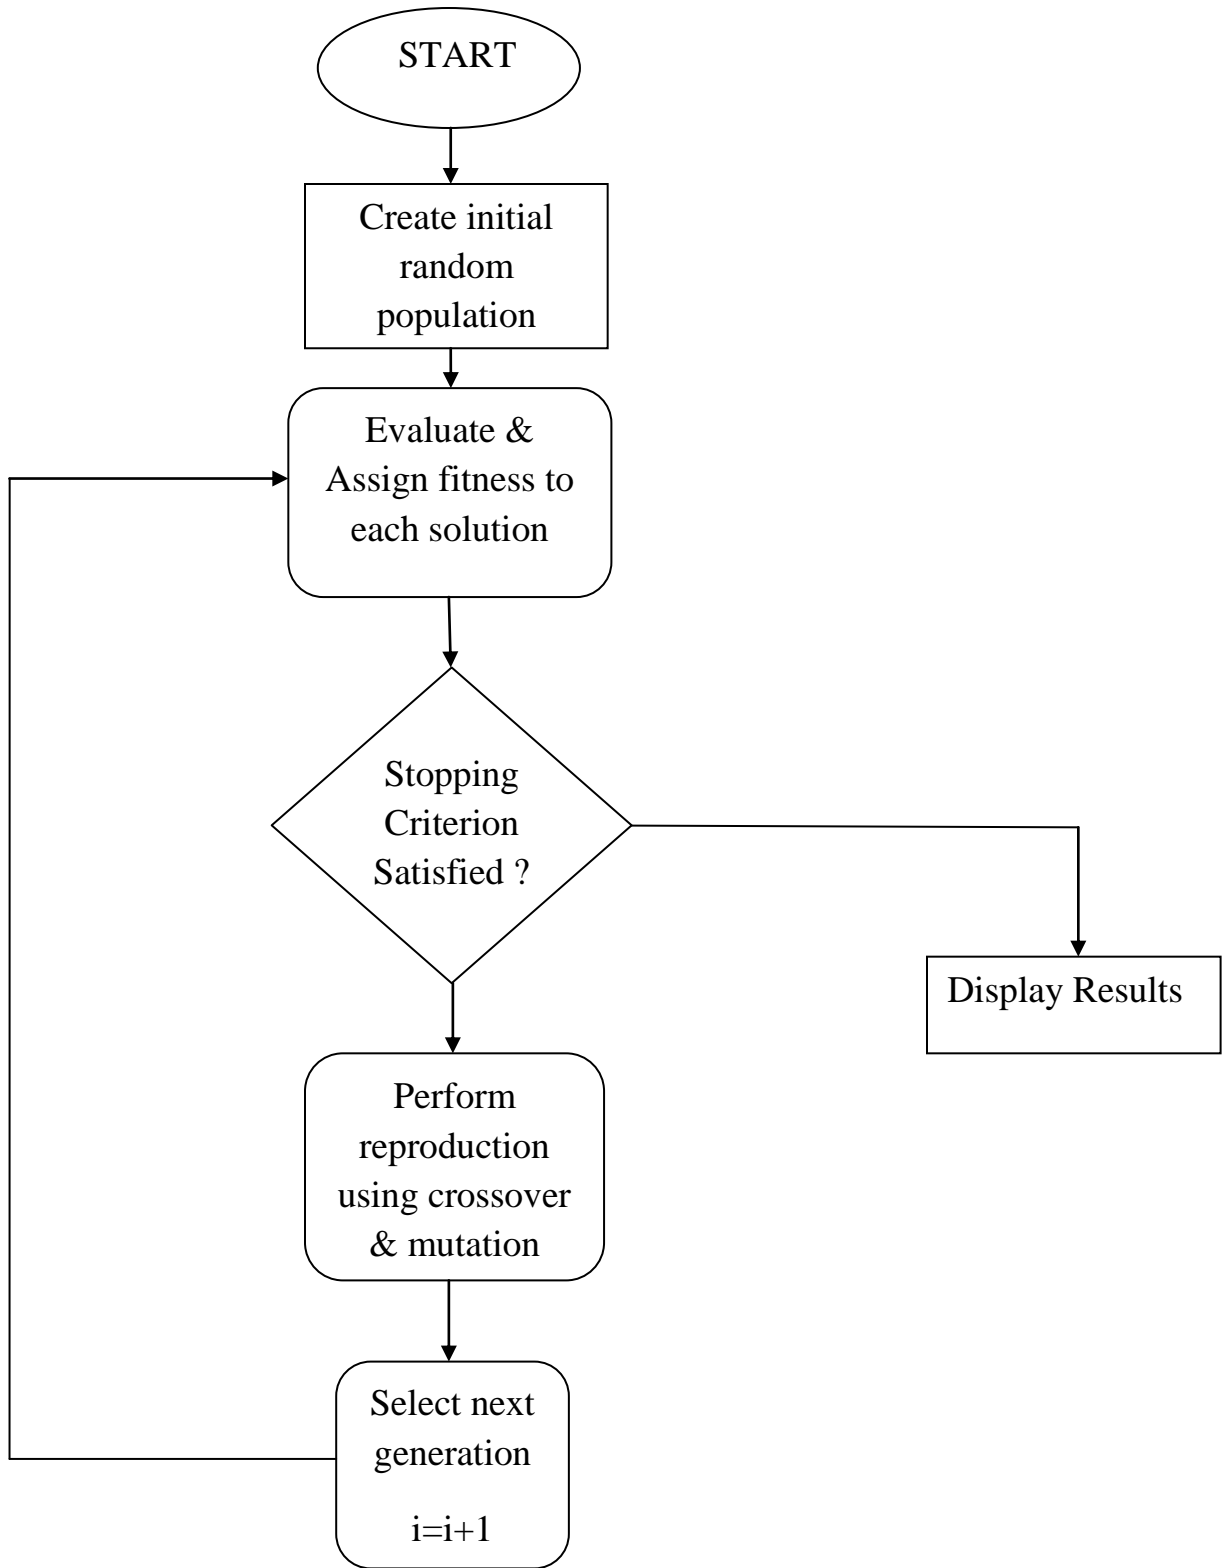 START
Create initial
random
population
Evaluate &
Assign fitness to
each solution
Stopping
Criterion
Satisfied ?
Display Results
Perform
reproduction
using crossover
& mutation
Select next
generation
i=i+1